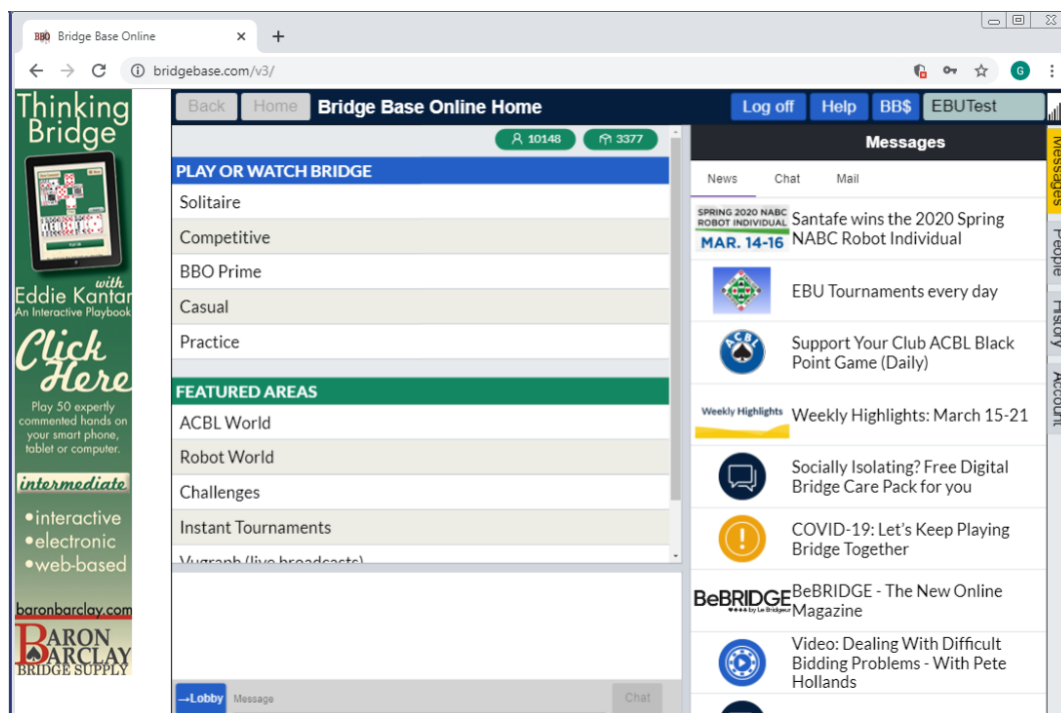 BBO Bridge Base Online
bridgebase.com/v3/
G
Thinking
Bridge
with
Eddie Kantar
An Interactive Playbook
Click
Here
Play 50 expertly
commented hands on
your smart phone,
tablet or computer.
intermediate
•interactive
•electronic
•web-based
baronbarclay.com
BARON
BARCLAY
BRIDGE SUPPLY
Back Home Bridge Base Online Home Log off Help BB$ EBUTest
10148 3377
PLAY OR WATCH BRIDGE
Solitaire
Competitive
BBO Prime
Casual
Practice
FEATURED AREAS
ACBL World
Robot World
Challenges
Instant Tournaments
Vugraph (live broadcasts)
→Lobby Message Chat
Messages
News Chat Mail
SPRING 2020 NABC
ROBOT INDIVIDUAL
MAR. 14-16
Santafe wins the 2020 Spring
NABC Robot Individual
EBU Tournaments every day
ACBL
Support Your Club ACBL Black
Point Game (Daily)
Weekly Highlights
Weekly Highlights: March 15-21
Socially Isolating? Free Digital
Bridge Care Pack for you
COVID-19: Let's Keep Playing
Bridge Together
BeBRIDGE
by Le Bridgeur
BeBRIDGE - The New Online
Magazine
Video: Dealing With Difficult
Bidding Problems - With Pete
Hollands
Messages
People
History
Account